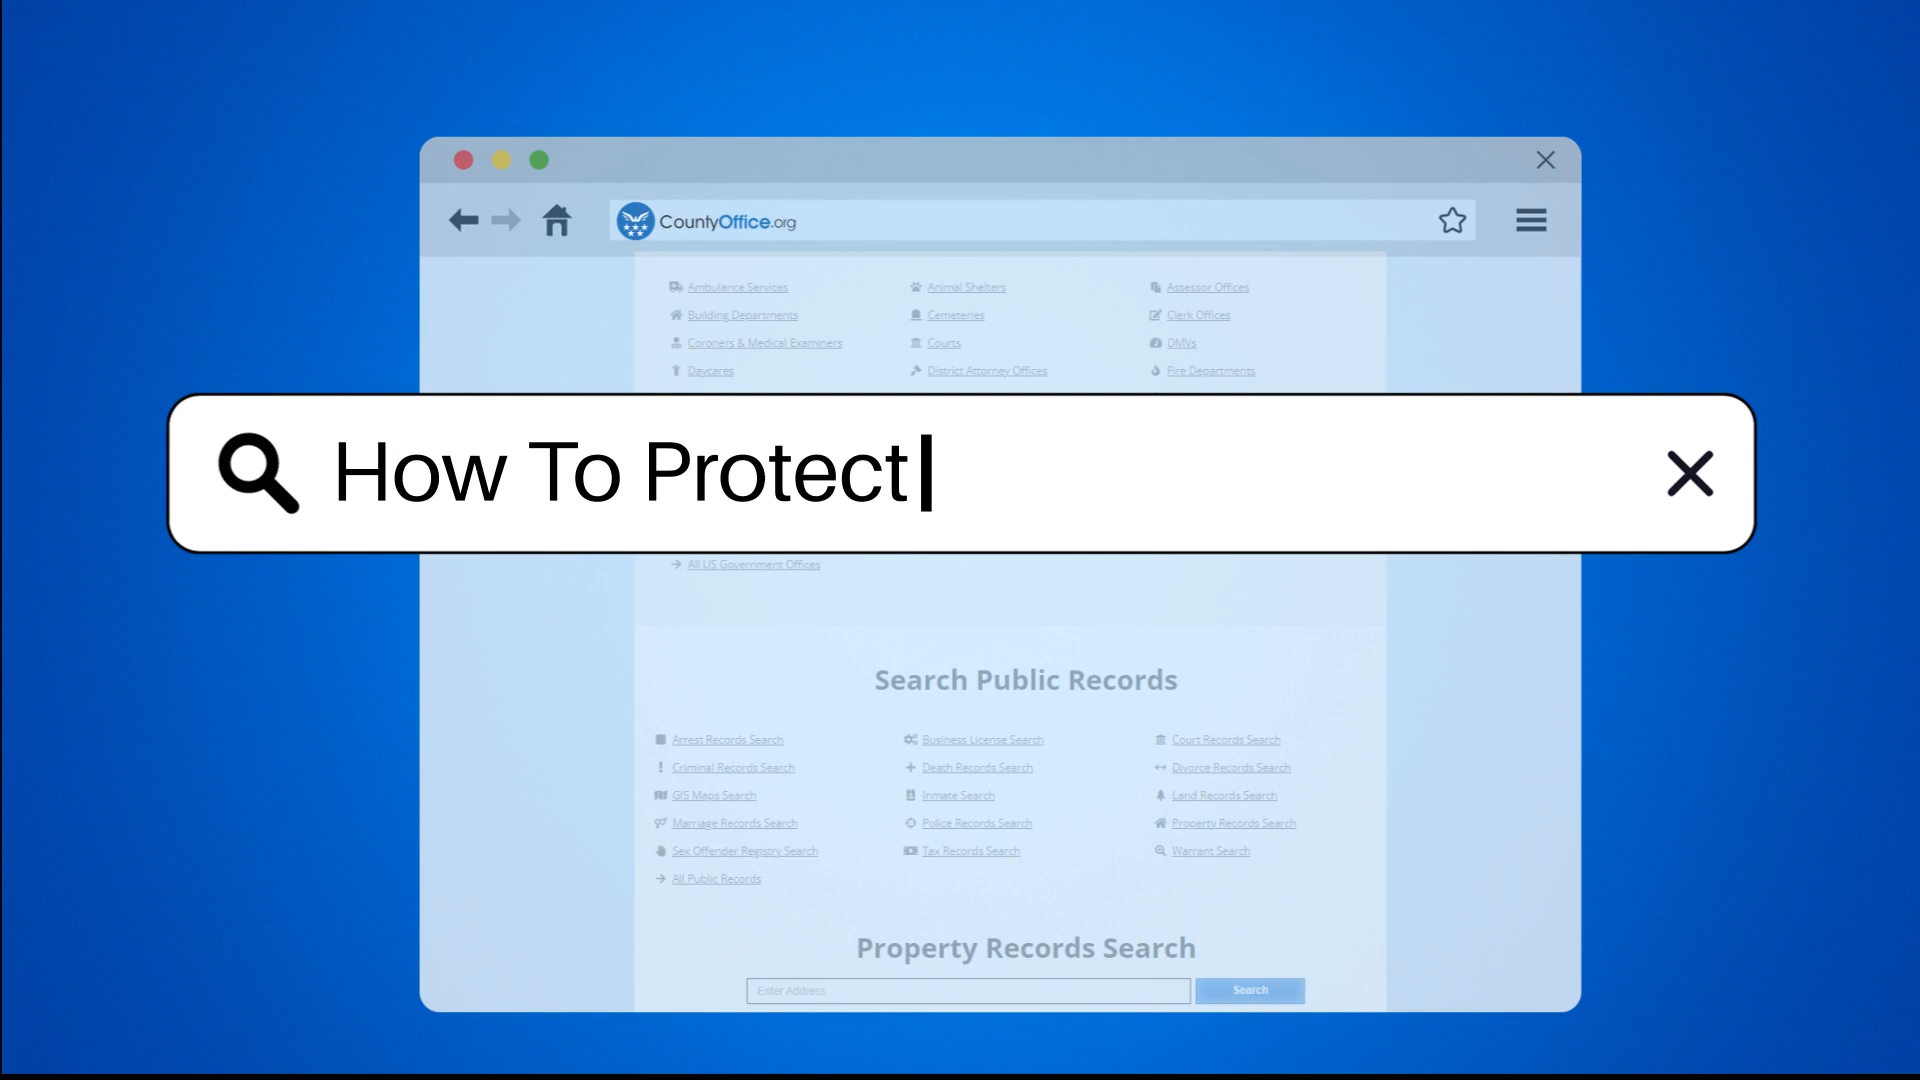 CountyOffice.org
Ambulance Services Animal Shelters Assessor Offices
Building Departments Cemeteries Clerk Offices
Coroners & Medical Examiners Courts DMVs
Daycares District Attorney Offices Fire Departments
How To Protect
All US Government Offices
Search Public Records
Arrest Records Search Business License Search Court Records Search
Criminal Records Search Death Records Search Divorce Records Search
GIS Maps Search Inmate Search Land Records Search
Marriage Records Search Police Records Search Property Records Search
Sex Offender Registry Search Tax Records Search Warrant Search
All Public Records
Property Records Search
Enter Address Search